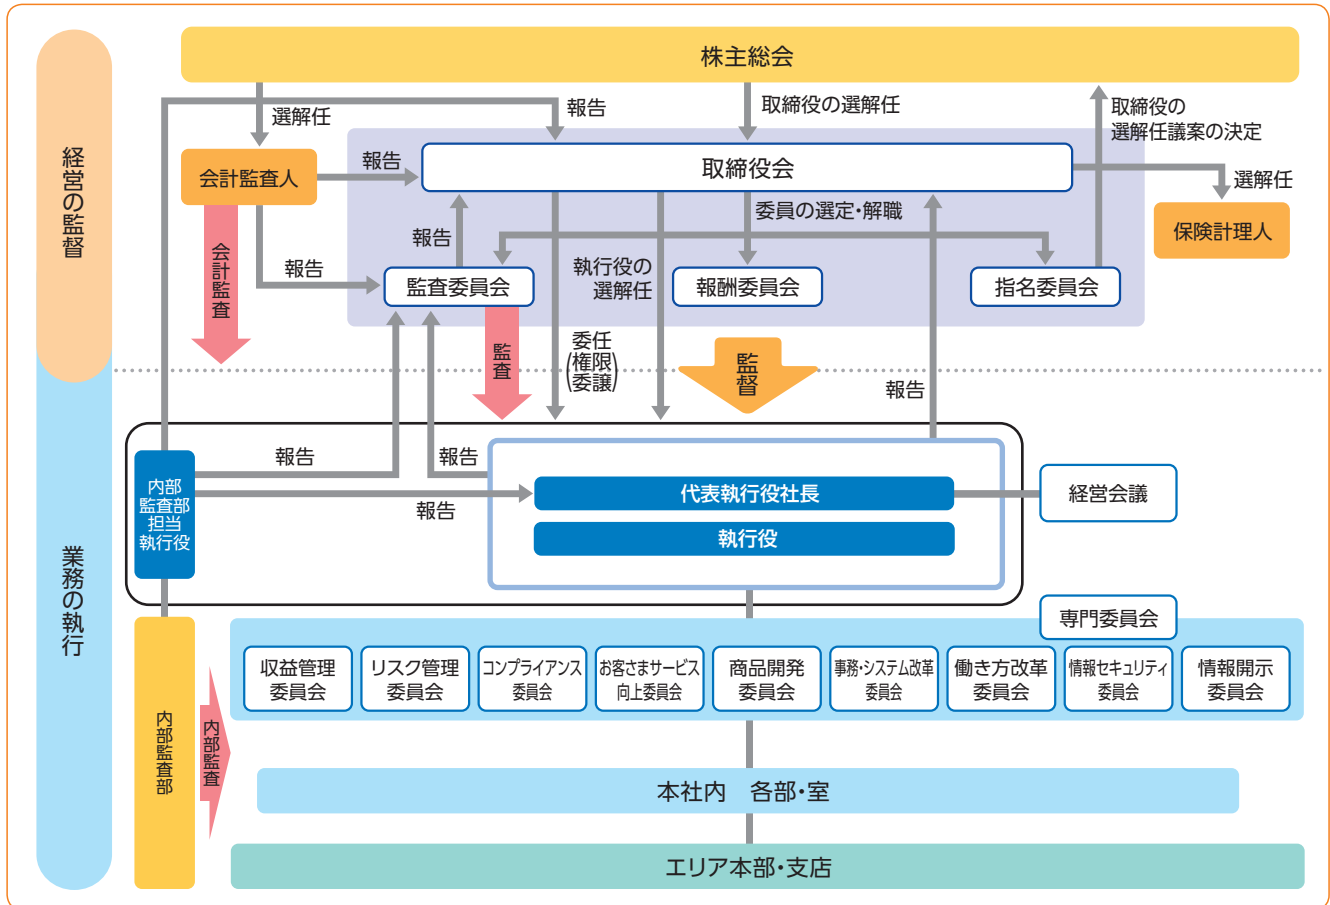 株主総会
経営の監督
選解任
報告
取締役の選解任
取締役の
選解任議案の決定
会計監査人
報告
取締役会
選解任
保険計理人
委員の選定・解職
報告
会計監査
報告
監査委員会
執行役の
選解任
報酬委員会
指名委員会
監査
委任
(権限
委譲)
監督
報告
業務の執行
内部
監査部
担当
執行役
報告
報告
報告
代表執行役社長
執行役
経営会議
専門委員会
収益管理
委員会
リスク管理
委員会
コンプライアンス
委員会
お客さまサービス
向上委員会
商品開発
委員会
事務・システム改革
委員会
働き方改革
委員会
情報セキュリティ
委員会
情報開示
委員会
内部監査部
内部監査
本社内　各部・室
エリア本部・支店